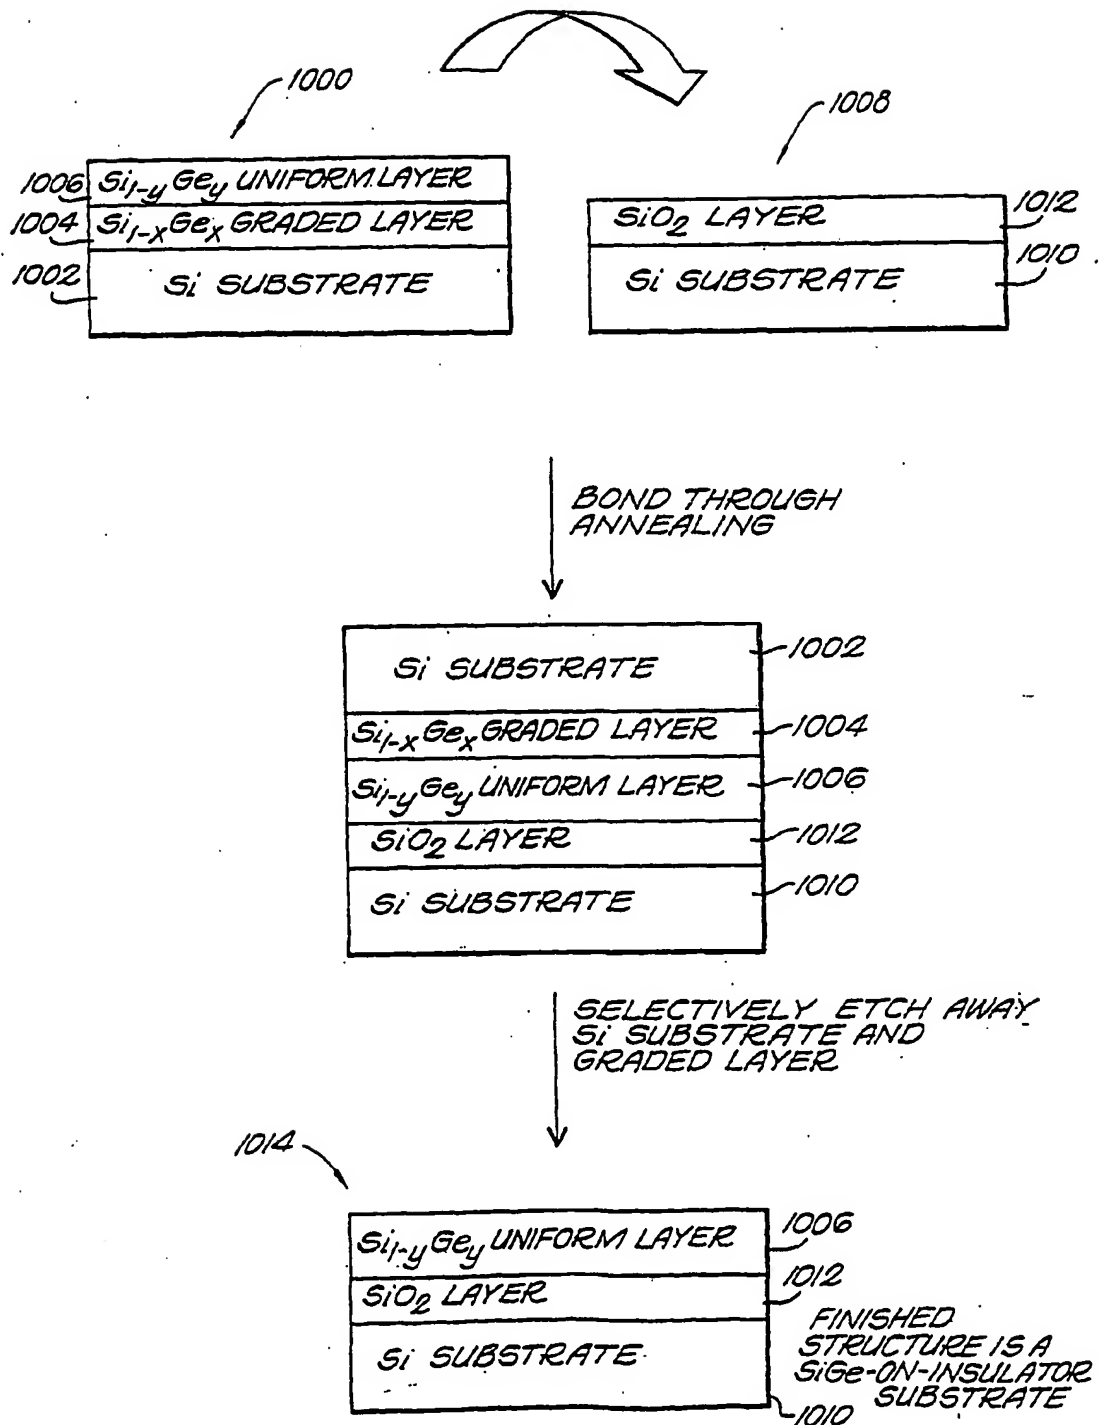 1000
1008
1006 Si1-yGey UNIFORM LAYER
1004 Si1-xGex GRADED LAYER
1002 Si SUBSTRATE
SiO2 LAYER 1012
Si SUBSTRATE 1010
BOND THROUGH
ANNEALING
Si SUBSTRATE 1002
Si1-xGex GRADED LAYER 1004
Si1-yGey UNIFORM LAYER 1006
SiO2 LAYER 1012
Si SUBSTRATE 1010
SELECTIVELY ETCH AWAY
Si SUBSTRATE AND
GRADED LAYER
1014
Si1-yGey UNIFORM LAYER 1006
SiO2 LAYER 1012
Si SUBSTRATE
1010
FINISHED
STRUCTURE IS A
SiGe-ON-INSULATOR
SUBSTRATE